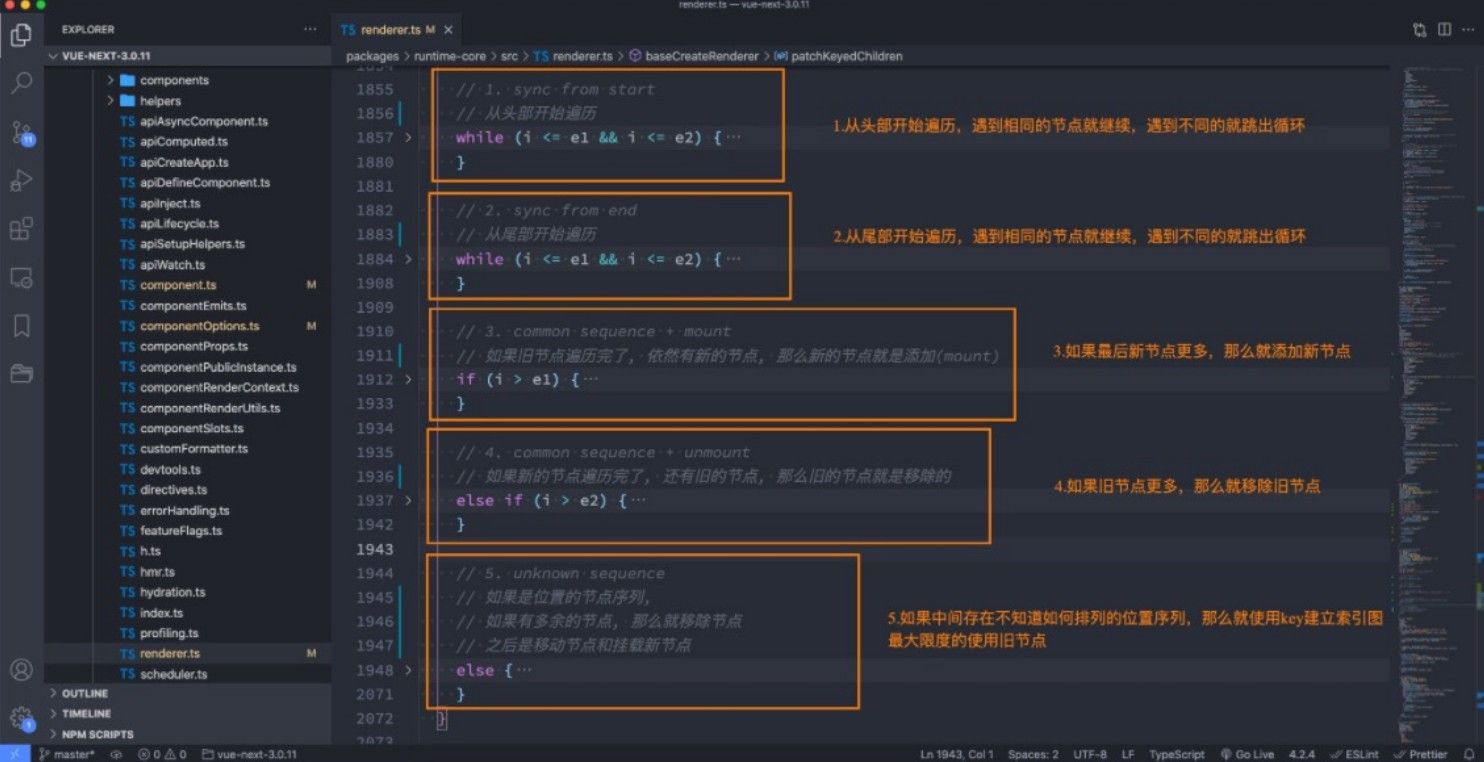 renderer.ts — vue-next-3.0.11
EXPLORER
TS renderer.ts M ×
VUE-NEXT-3.0.11
packages > runtime-core > src > TS renderer.ts > baseCreateRenderer > patchKeyedChildren
components
helpers
TS apiAsyncComponent.ts
TS apiComputed.ts
TS apiCreateApp.ts
TS apiDefineComponent.ts
TS apiInject.ts
TS apiLifecycle.ts
TS apiSetupHelpers.ts
TS apiWatch.ts
TS component.ts M
TS componentEmits.ts
TS componentOptions.ts M
TS componentProps.ts
TS componentPublicInstance.ts
TS componentRenderContext.ts
TS componentRenderUtils.ts
TS componentSlots.ts
TS customFormatter.ts
TS devtools.ts
TS directives.ts
TS errorHandling.ts
TS featureFlags.ts
TS h.ts
TS hmr.ts
TS hydration.ts
TS index.ts
TS profiling.ts
TS renderer.ts M
TS scheduler.ts
OUTLINE
TIMELINE
NPM SCRIPTS
11
1
1855 // 1. sync from start
1856 // 从头部开始遍历
1857 while (i <= e1 && i <= e2) {…
1880 }
1881
1882 // 2. sync from end
1883 // 从尾部开始遍历
1884 while (i <= e1 && i <= e2) {…
1908 }
1909
1910 // 3. common sequence + mount
1911 // 如果旧节点遍历完了, 依然有新的节点, 那么新的节点就是添加(mount)
1912 if (i > e1) {…
1933 }
1934
1935 // 4. common sequence + unmount
1936 // 如果新的节点遍历完了, 还有旧的节点, 那么旧的节点就是移除的
1937 else if (i > e2) {…
1942 }
1943
1944 // 5. unknown sequence
1945 // 如果是位置的节点序列,
1946 // 如果有多余的节点, 那么就移除节点
1947 // 之后是移动节点和挂载新节点
1948 else {…
2071 }
2072 }
2073
1.从头部开始遍历，遇到相同的节点就继续，遇到不同的就跳出循环
2.从尾部开始遍历，遇到相同的节点就继续，遇到不同的就跳出循环
3.如果最后新节点更多，那么就添加新节点
4.如果旧节点更多，那么就移除旧节点
5.如果中间存在不知道如何排列的位置序列，那么就使用key建立索引图
最大限度的使用旧节点
master* 0 0 vue-next-3.0.11 Ln 1943, Col 1 Spaces: 2 UTF-8 LF TypeScript Go Live 4.2.4 ESLint Prettier